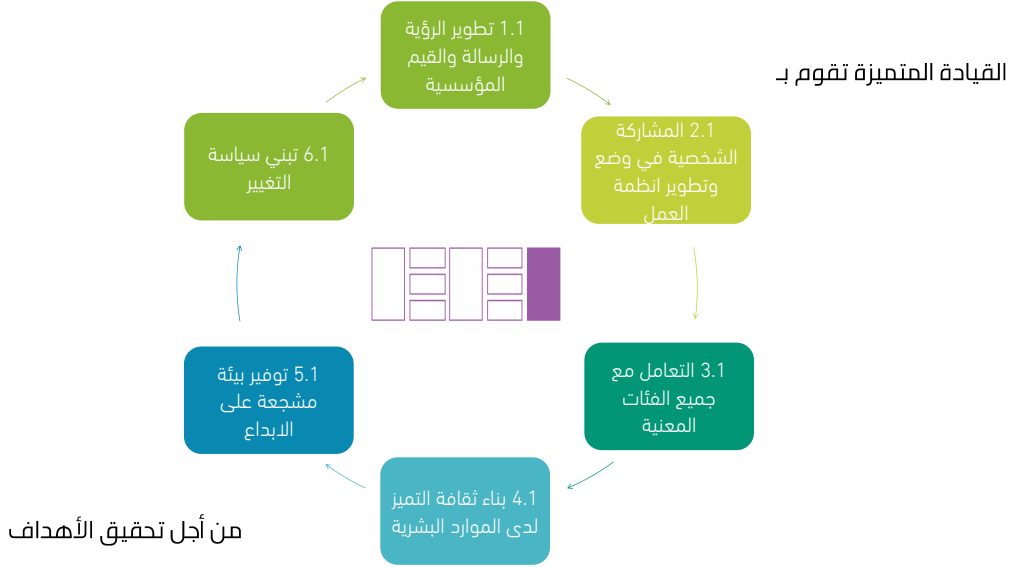 القيادة المتميزة تقوم بـ
1.1 تطوير الرؤية
والرسالة والقيم
المؤسسية
2.1 المشاركة
الشخصية في وضع
وتطوير انظمة
العمل
3.1 التعامل مع
جميع الفئات
المعنية
4.1 بناء ثقافة التميز
لدى الموارد البشرية
5.1 توفير بيئة
مشجعة على
الابداع
6.1 تبني سياسة
التغيير
من أجل تحقيق الأهداف